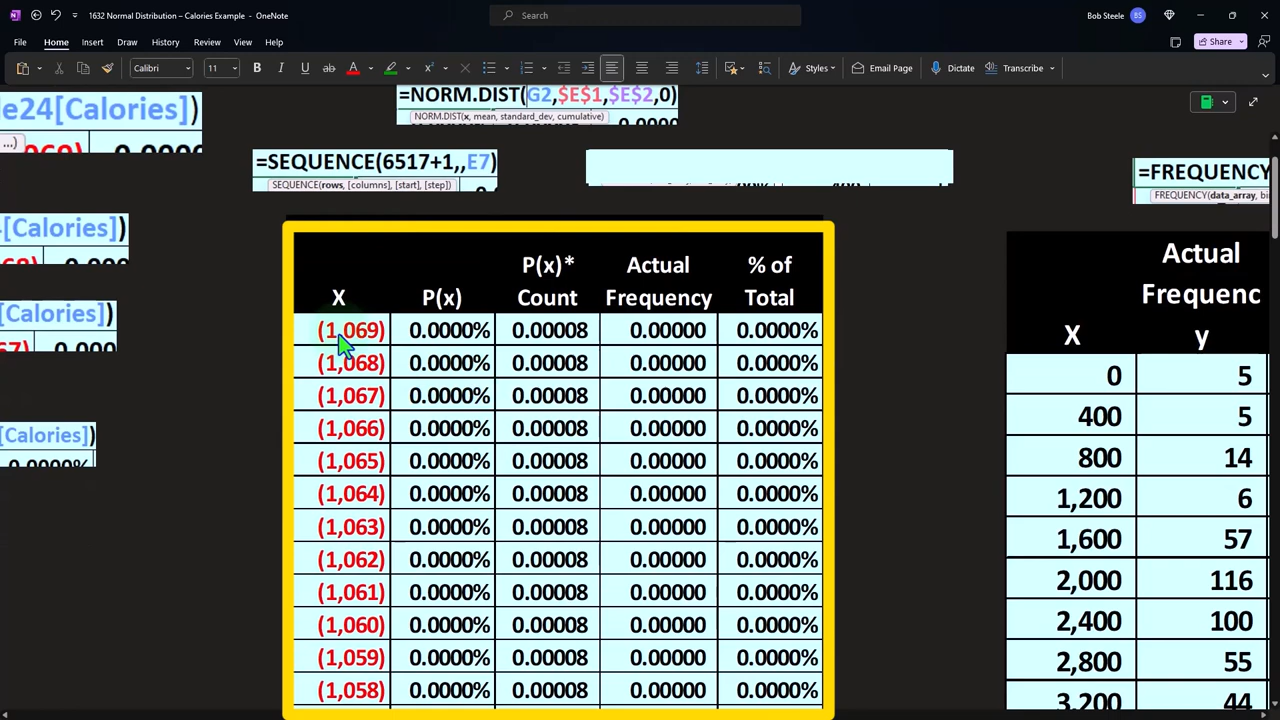 1632 Normal Distribution – Calories Example - OneNote
Search
Bob Steele
BS
File Home Insert Draw History Review View Help
Share
Calibri 11 B I U ab A x Styles Email Page Dictate Transcribe
=NORM.DIST(G2,$E$1,$E$2,0)
NORM.DIST(x, mean, standard_dev, cumulative)
e24[Calories])
...)
=SEQUENCE(6517+1,,E7)
SEQUENCE(rows, [columns], [start], [step])
=FREQUENCY
FREQUENCY(data_array, bi
[Calories])
[Calories])
[Calories])
0.0000%
X P(x) P(x)* Count Actual Frequency % of Total
(1,069) 0.0000% 0.00008 0.00000 0.0000%
(1,068) 0.0000% 0.00008 0.00000 0.0000%
(1,067) 0.0000% 0.00008 0.00000 0.0000%
(1,066) 0.0000% 0.00008 0.00000 0.0000%
(1,065) 0.0000% 0.00008 0.00000 0.0000%
(1,064) 0.0000% 0.00008 0.00000 0.0000%
(1,063) 0.0000% 0.00008 0.00000 0.0000%
(1,062) 0.0000% 0.00008 0.00000 0.0000%
(1,061) 0.0000% 0.00008 0.00000 0.0000%
(1,060) 0.0000% 0.00008 0.00000 0.0000%
(1,059) 0.0000% 0.00008 0.00000 0.0000%
(1,058) 0.0000% 0.00008 0.00000 0.0000%
X Actual Frequenc y
0 5
400 5
800 14
1,200 6
1,600 57
2,000 116
2,400 100
2,800 55
3,200 44